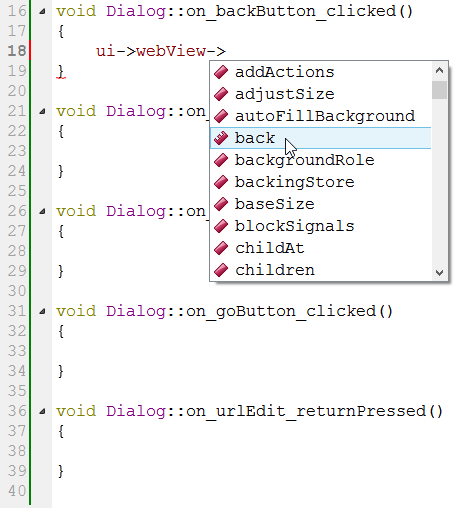 16 void Dialog::on_backButton_clicked()
17 {
18 ui->webView->
19 }
addActions
adjustSize
autoFillBackground
back
backgroundRole
backingStore
baseSize
blockSignals
childAt
children
20
21 void Dialog::on_
22 {
23
24 }
25
26 void Dialog::on_
27 {
28
29 }
30
31 void Dialog::on_goButton_clicked()
32 {
33
34 }
35
36 void Dialog::on_urlEdit_returnPressed()
37 {
38
39 }
40